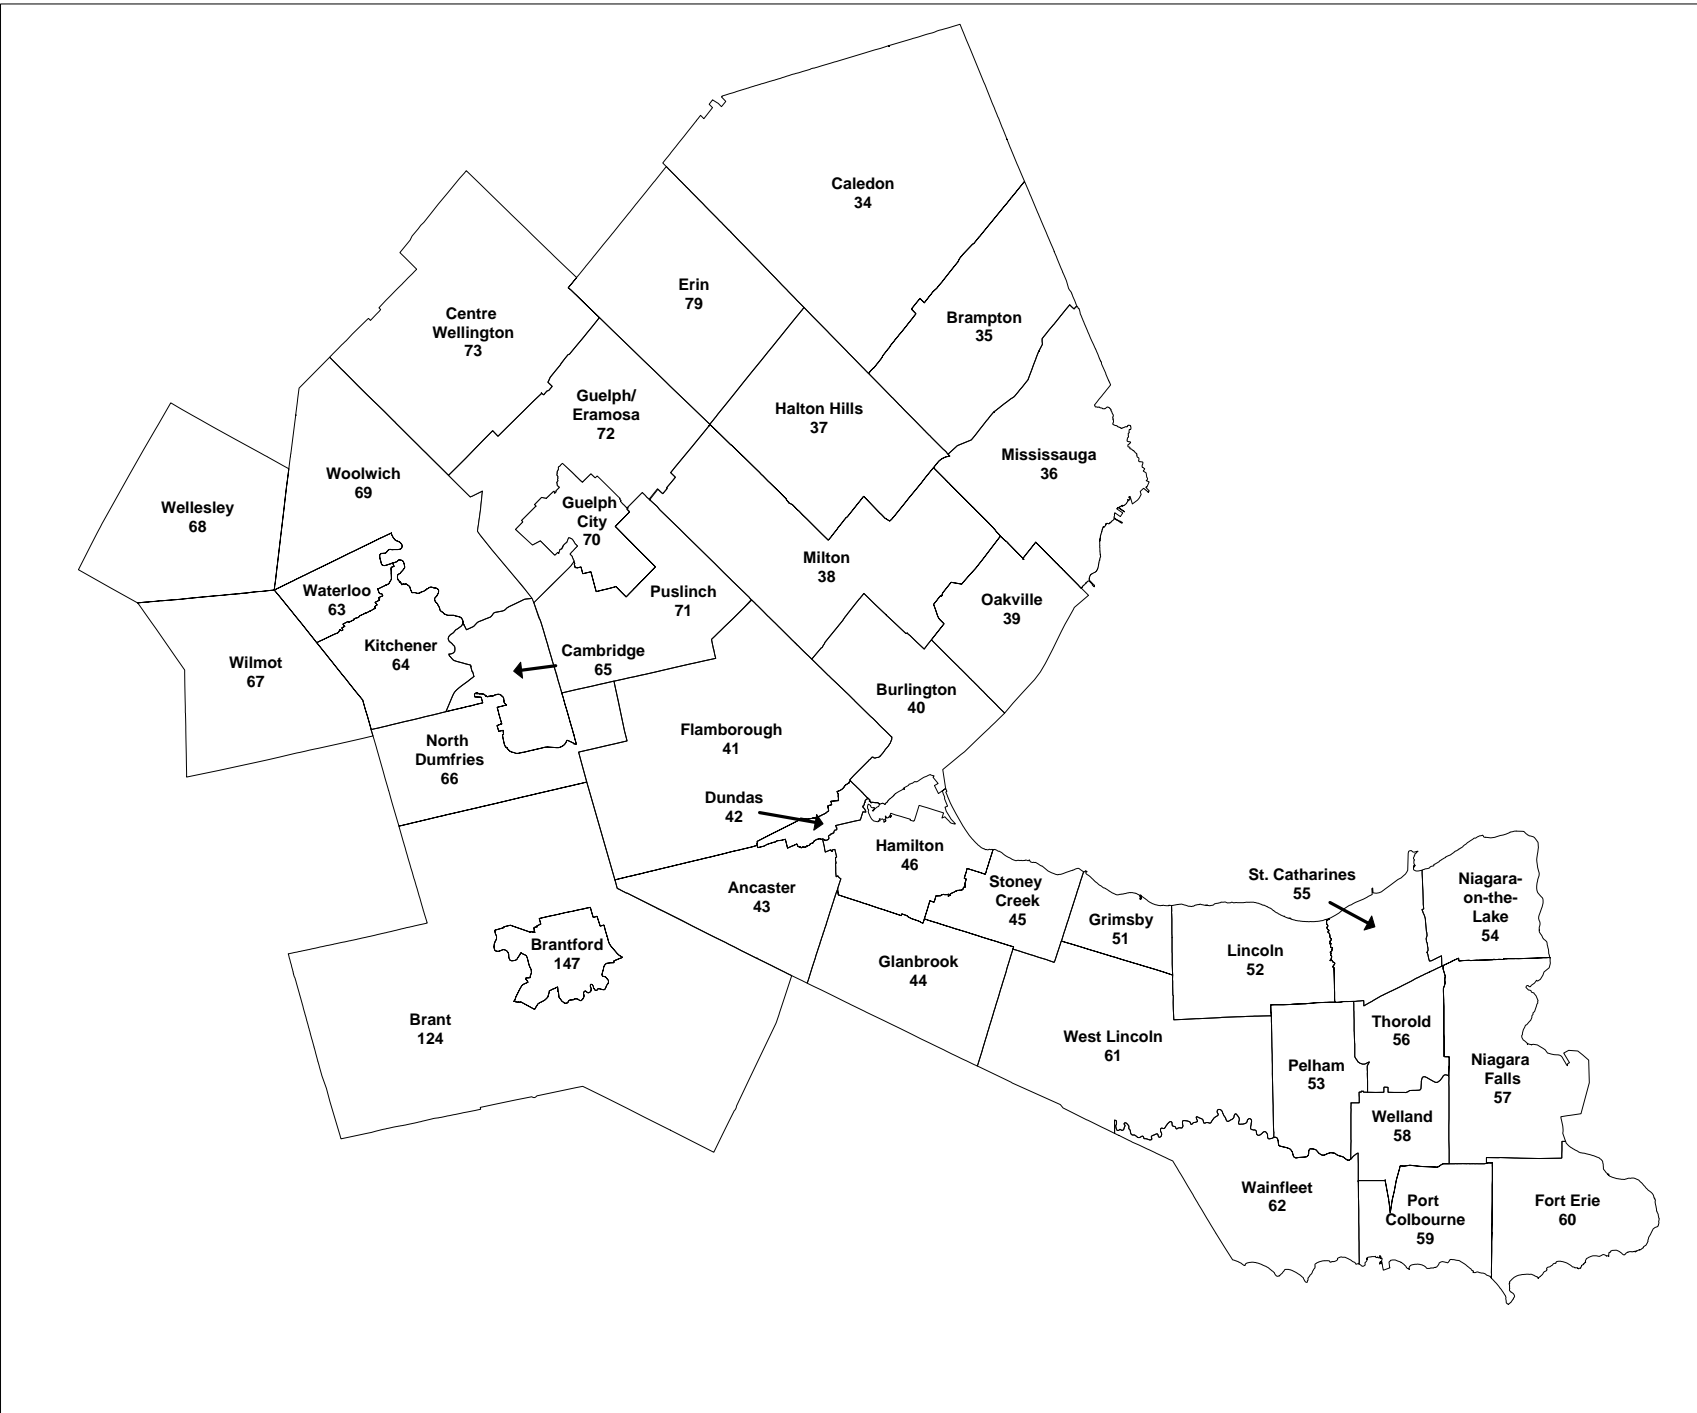 Caledon
34
Erin
79
Brampton
35
Centre
Wellington
73
Guelph/
Eramosa
72
Halton Hills
37
Mississauga
36
Woolwich
69
Wellesley
68
Guelph
City
70
Milton
38
Waterloo
63
Puslinch
71
Oakville
39
Kitchener
64
Cambridge
65
Wilmot
67
Burlington
40
Flamborough
41
North
Dumfries
66
Dundas
42
Hamilton
46
Ancaster
43
Stoney
Creek
45
St. Catharines
55
Niagara-
on-the-
Lake
54
Grimsby
51
Brantford
147
Lincoln
52
Glanbrook
44
Brant
124
West Lincoln
61
Thorold
56
Pelham
53
Niagara
Falls
57
Welland
58
Wainfleet
62
Port
Colbourne
59
Fort Erie
60